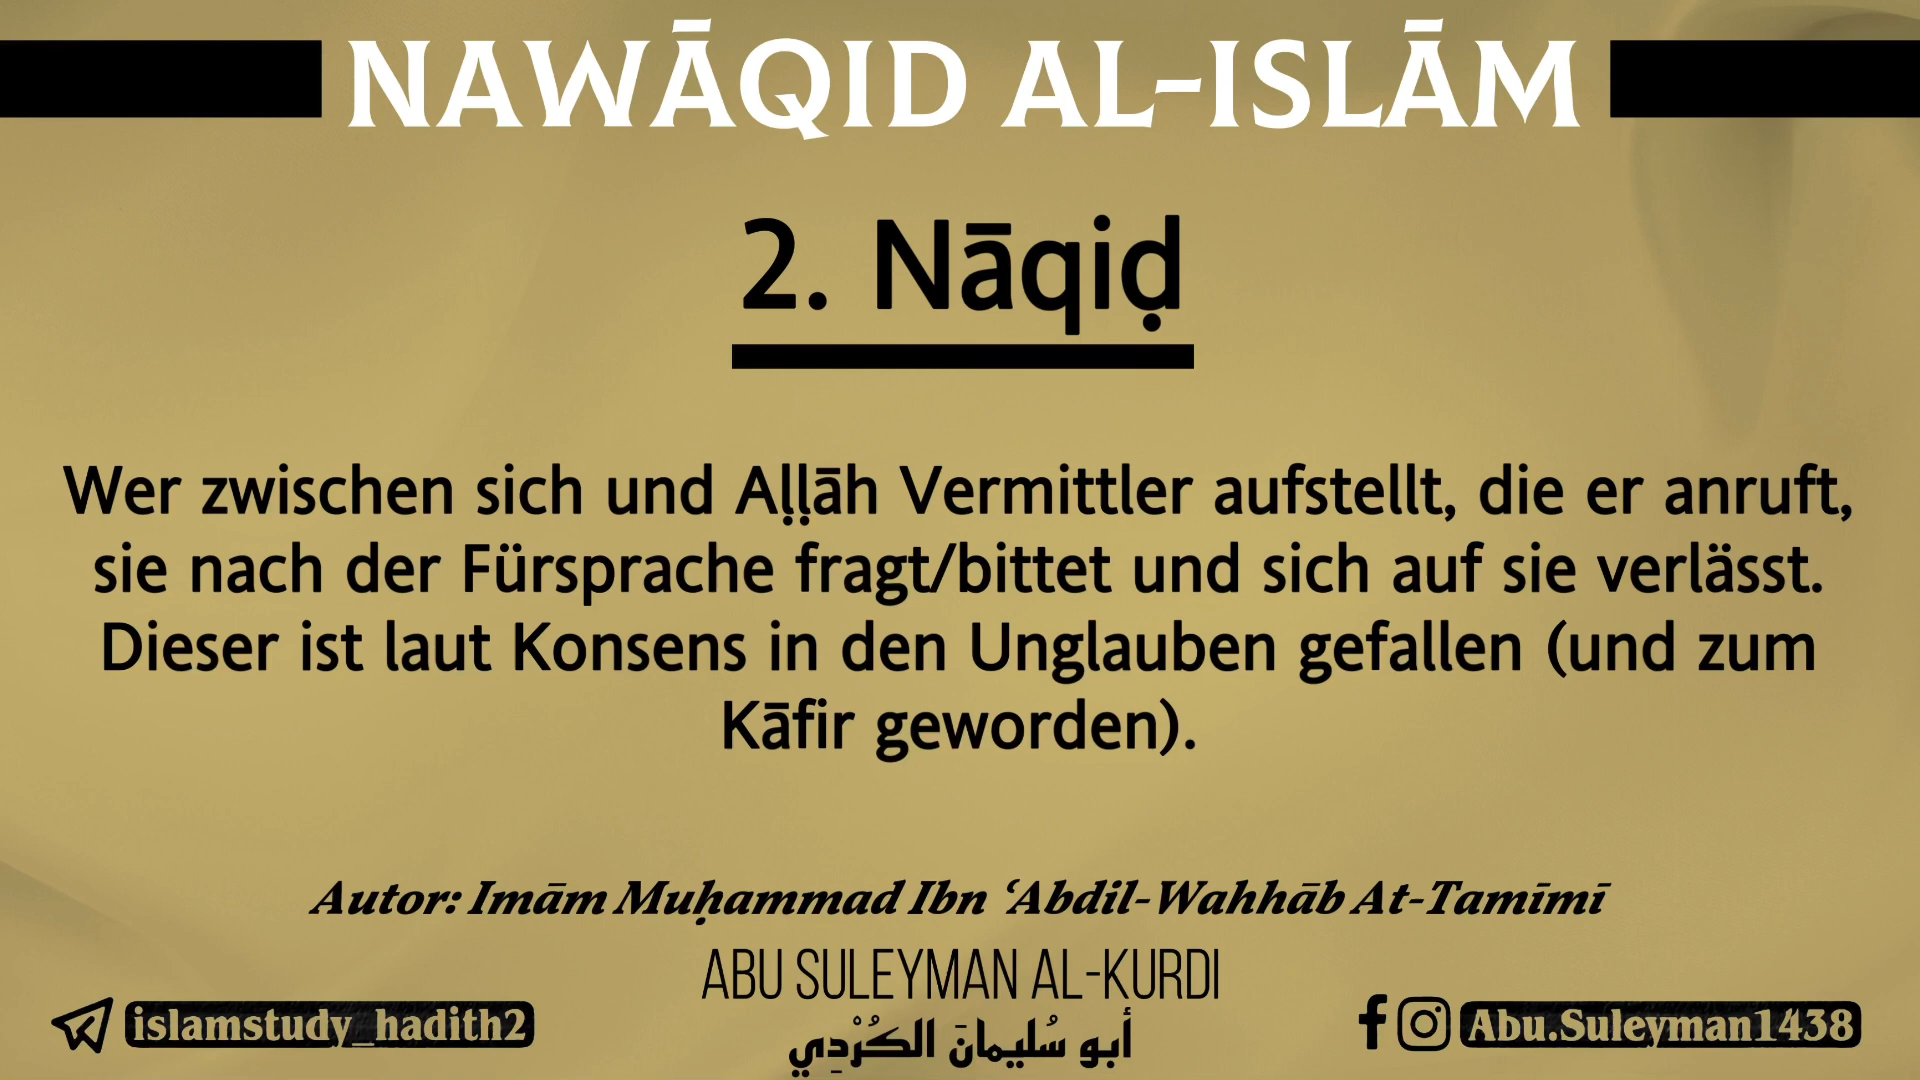 NAWĀQID AL-ISLĀM
2. Nāqiḍ
Wer zwischen sich und Aḷḷāh Vermittler aufstellt, die er anruft,
sie nach der Fürsprache fragt/bittet und sich auf sie verlässt.
Dieser ist laut Konsens in den Unglauben gefallen (und zum
Kāfir geworden).
Autor: Imām Muḥammad Ibn ‘Abdil-Wahhāb At-Tamīmī
ABU SULEYMAN AL-KURDI
islamstudy_hadith2
أبو سُليمانَ الكُرْدِي
Abu.Suleyman1438